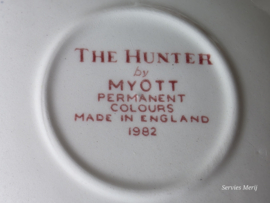 THE HUNTER
by
MYOTT
PERMANENT
COLOURS
MADE IN ENGLAND
1982
Servies Merij